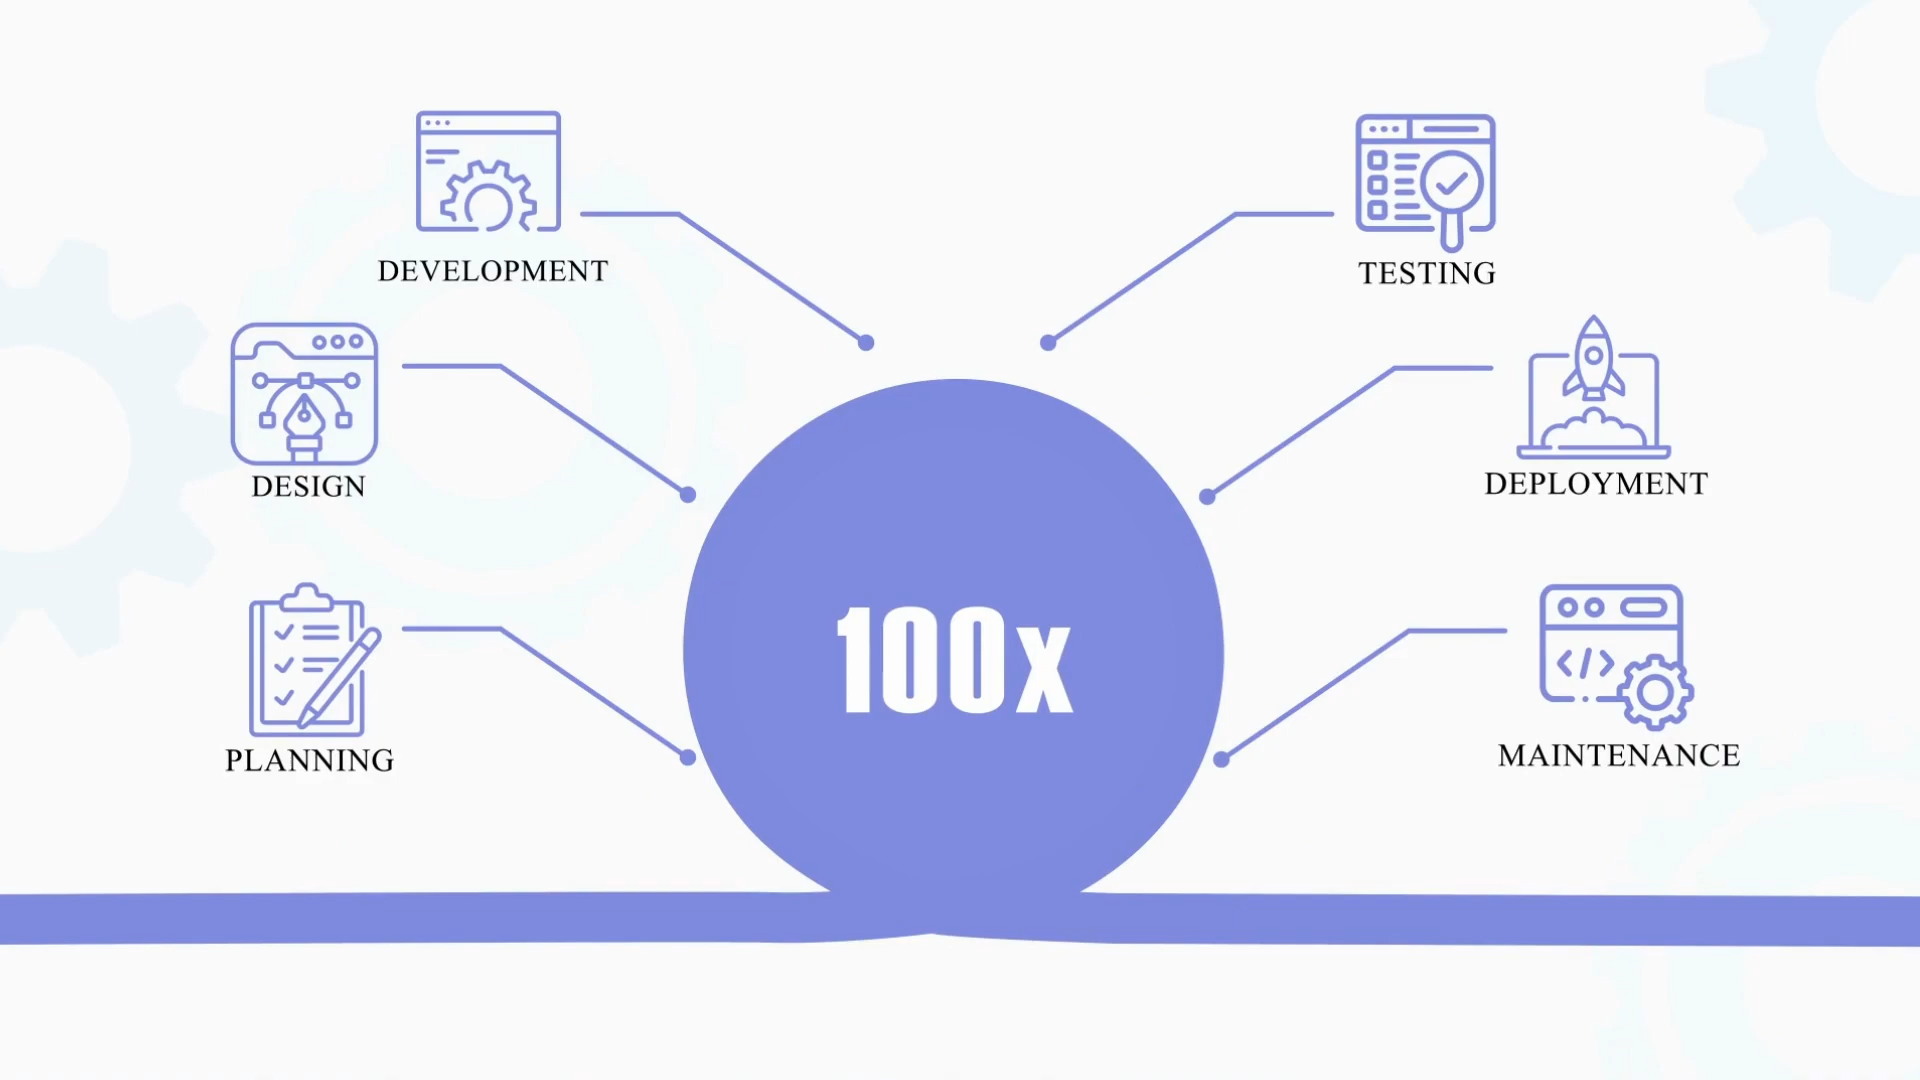 DEVELOPMENT
TESTING
DESIGN
DEPLOYMENT
100x
PLANNING
MAINTENANCE